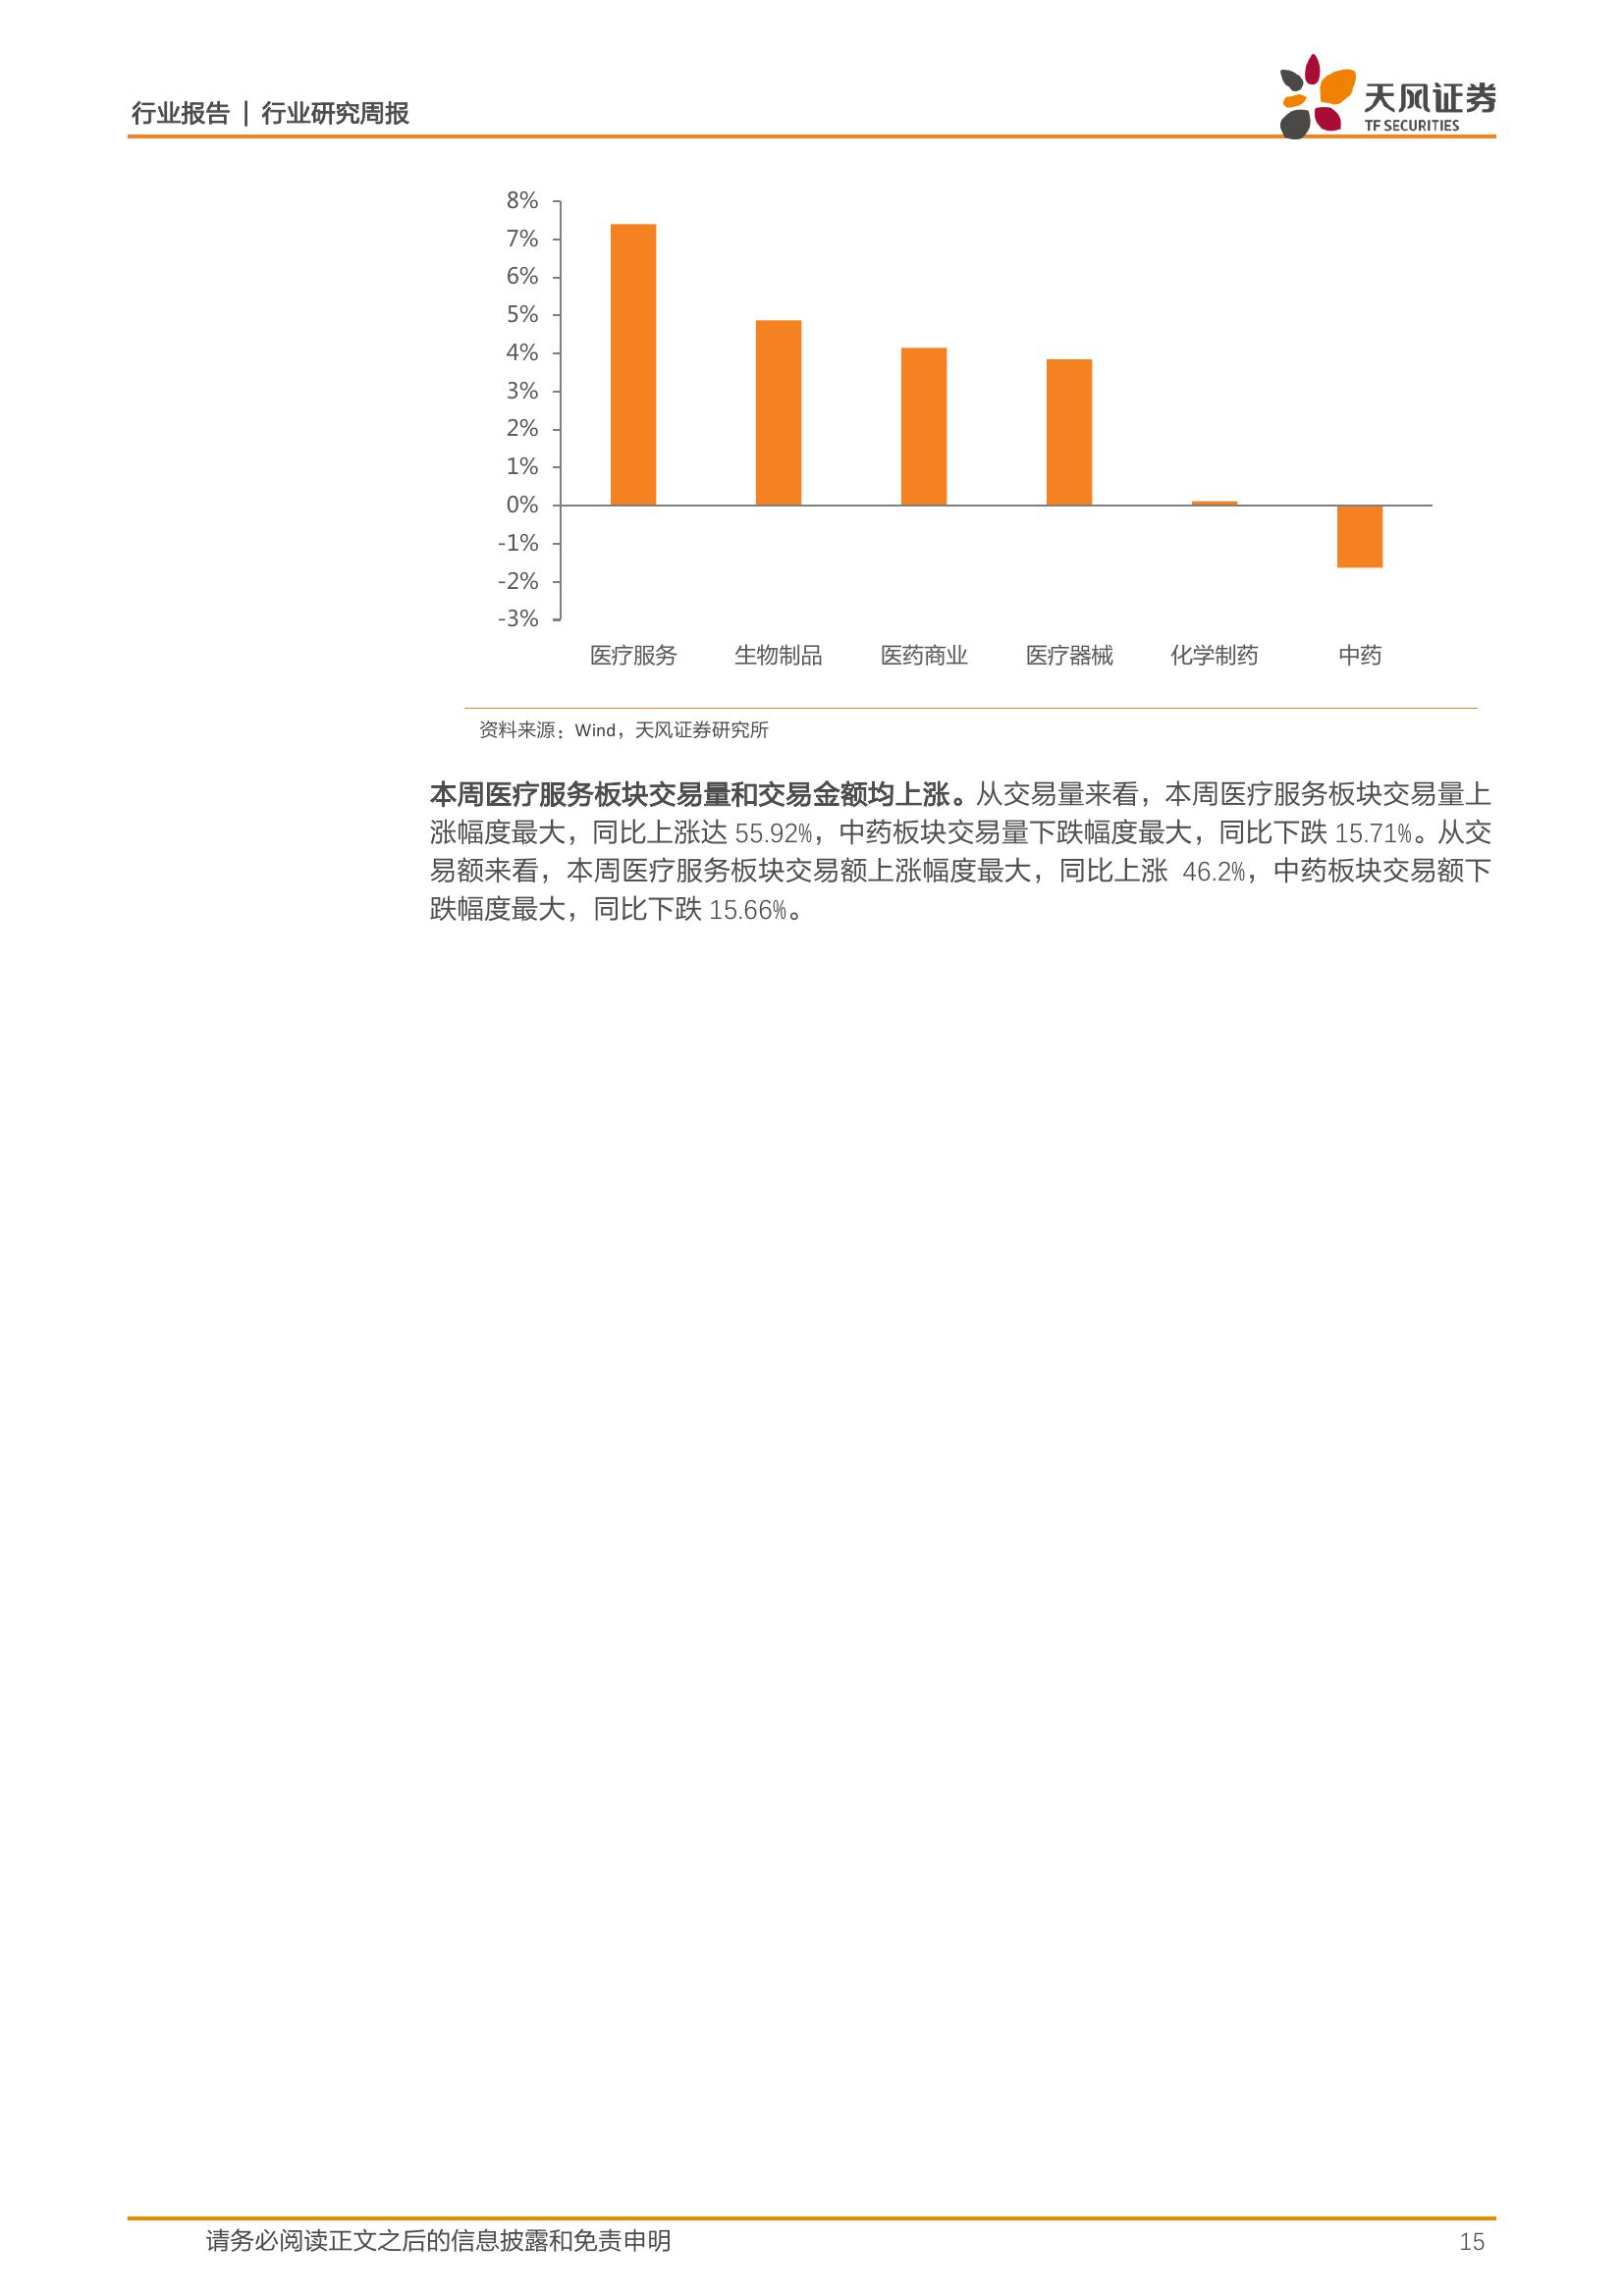 行业报告 | 行业研究周报
天风证券
TF SECURITIES
8%
7%
6%
5%
4%
3%
2%
1%
0%
-1%
-2%
-3%
医疗服务 生物制品 医药商业 医疗器械 化学制药 中药
资料来源：Wind，天风证券研究所
本周医疗服务板块交易量和交易金额均上涨。从交易量来看，本周医疗服务板块交易量上
涨幅度最大，同比上涨达 55.92%，中药板块交易量下跌幅度最大，同比下跌 15.71%。从交
易额来看，本周医疗服务板块交易额上涨幅度最大，同比上涨 46.2%，中药板块交易额下
跌幅度最大，同比下跌 15.66%。
请务必阅读正文之后的信息披露和免责申明 15